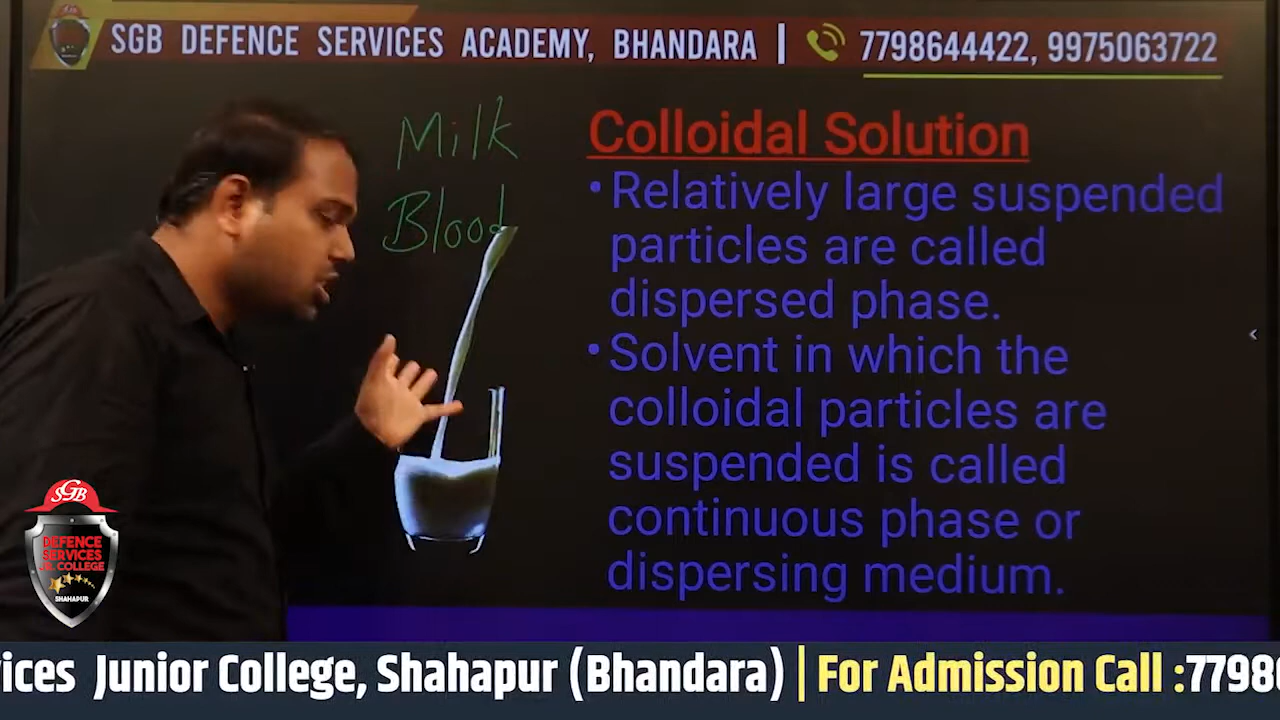 SGB DEFENCE SERVICES ACADEMY, BHANDARA | 7798644422, 9975063722
Milk
Blood
Colloidal Solution
•Relatively large suspended
particles are called
dispersed phase.
•Solvent in which the
colloidal particles are
suspended is called
continuous phase or
dispersing medium.
SGB
DEFENCE
SERVICES
JR. COLLEGE
SHAHAPUR
ices Junior College, Shahapur (Bhandara) | For Admission Call :7798